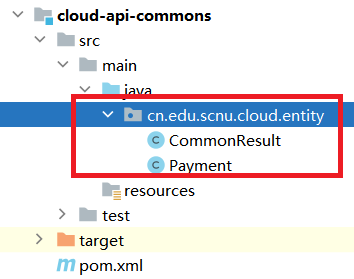 cloud-api-commons
src
main
java
cn.edu.scnu.cloud.entity
CommonResult
Payment
resources
test
target
pom.xml